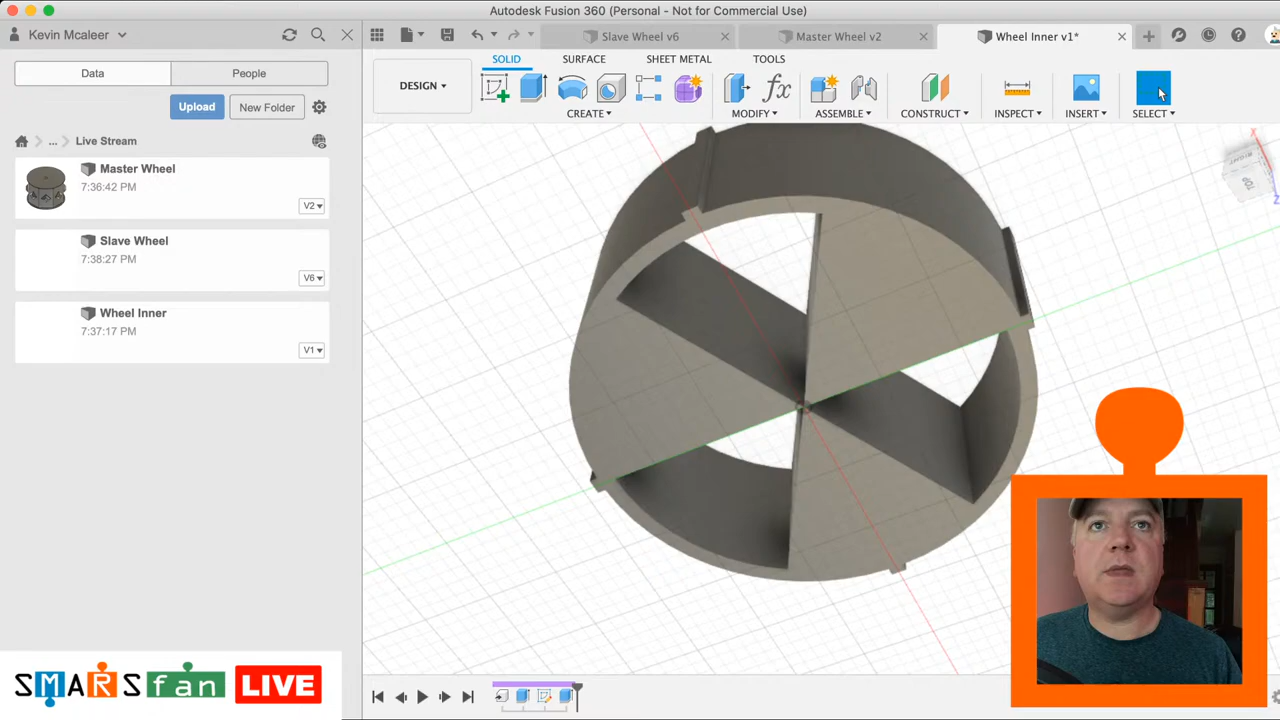 Autodesk Fusion 360 (Personal - Not for Commercial Use)
Kevin Mcaleer
Slave Wheel v6
Master Wheel v2
Wheel Inner v1*
Data
People
SOLID
SURFACE
SHEET METAL
TOOLS
DESIGN
Upload
New Folder
CREATE
MODIFY
ASSEMBLE
CONSTRUCT
INSPECT
INSERT
SELECT
... Live Stream
Master Wheel
7:36:42 PM
V2
Slave Wheel
7:38:27 PM
V6
Wheel Inner
7:37:17 PM
V1
RIGHT
TOP
X
Z
SMARSfan LIVE